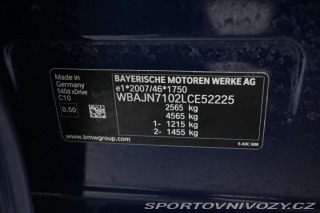 Made in
Germany
540d xDrive
C10
0.50
BAYERISCHE MOTOREN WERKE AG
e1*2007/46*1750
WBAJN7102LCE52225
2565 kg
4565 kg
1- 1215 kg
2- 1455 kg
www.bmwgroup.com
SPORTOVNIVOZY.CZ